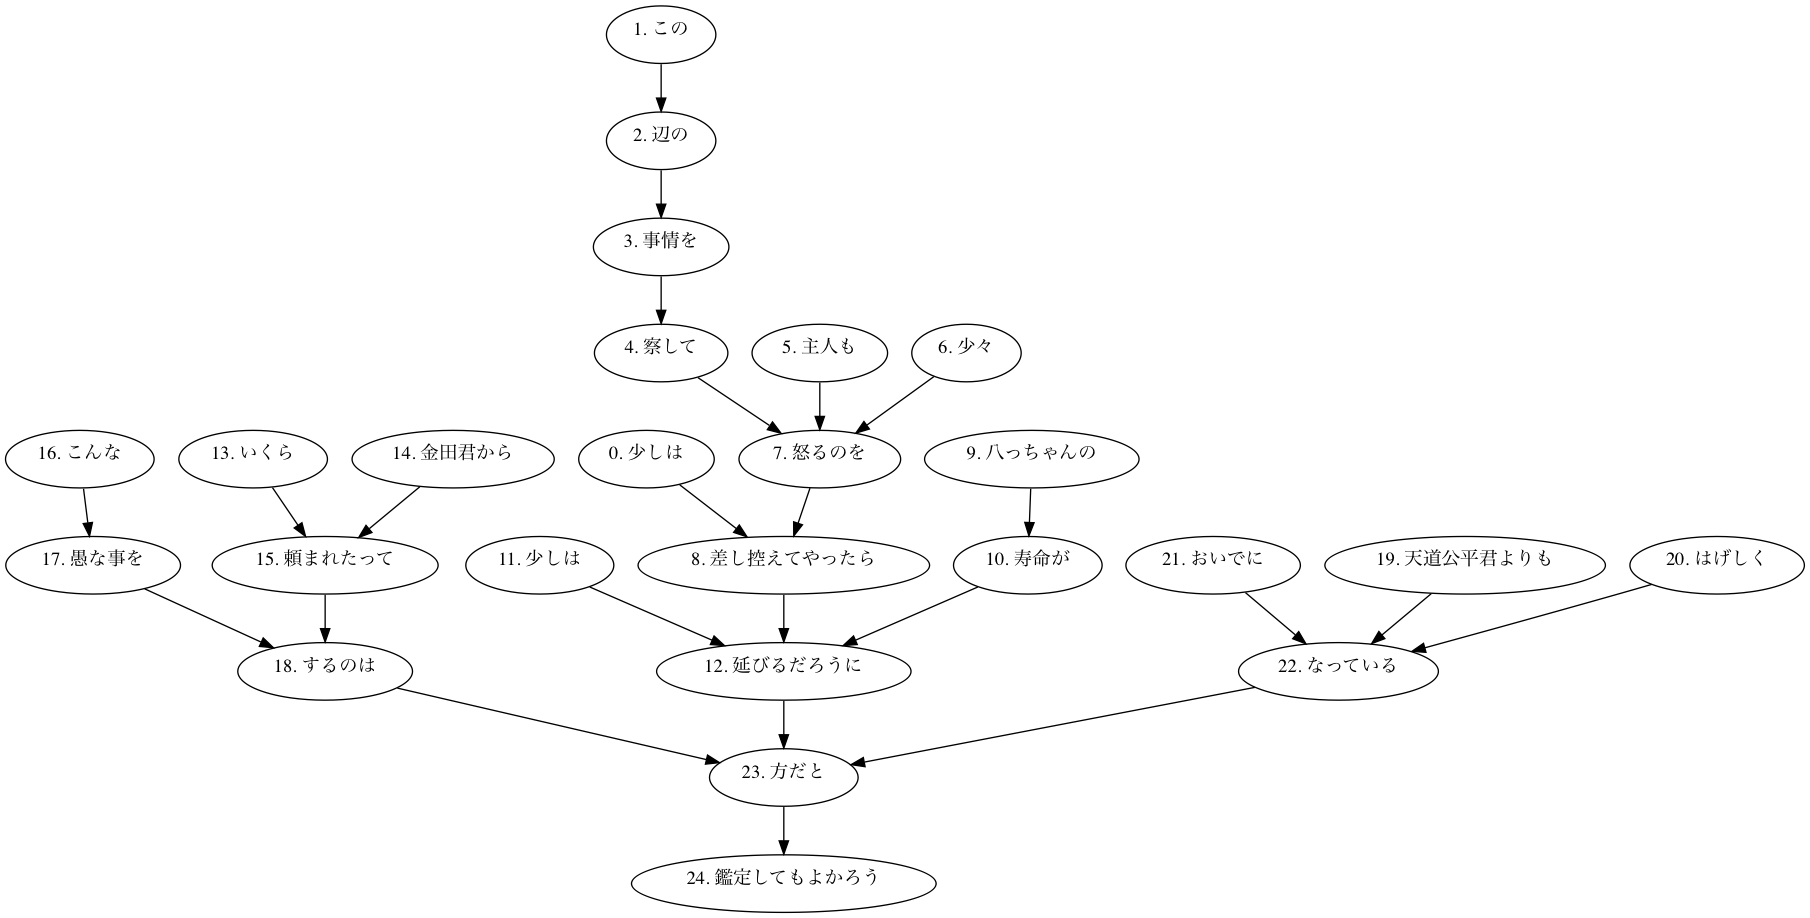 1. この
2. 辺の
3. 事情を
4. 察して
5. 主人も
6. 少々
16. こんな
13. いくら
14. 金田君から
0. 少しは
7. 怒るのを
9. 八っちゃんの
17. 愚な事を
15. 頼まれたって
11. 少しは
8. 差し控えてやったら
10. 寿命が
21. おいでに
19. 天道公平君よりも
20. はげしく
18. するのは
12. 延びるだろうに
22. なっている
23. 方だと
24. 鑑定してもよかろう